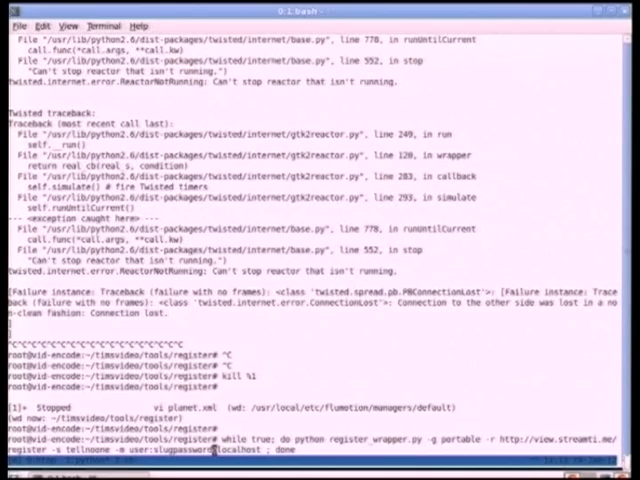 0:1.bash
File Edit View Terminal Help
File "/usr/lib/python2.6/dist-packages/twisted/internet/base.py", line 778, in runUntilCurrent
call.func(*call.args, **call.kw)
File "/usr/lib/python2.6/dist-packages/twisted/internet/base.py", line 552, in stop
"Can't stop reactor that isn't running.")
twisted.internet.error.ReactorNotRunning: Can't stop reactor that isn't running.
Twisted traceback:
Traceback (most recent call last):
File "/usr/lib/python2.6/dist-packages/twisted/internet/gtk2reactor.py", line 249, in run
self.__run()
File "/usr/lib/python2.6/dist-packages/twisted/internet/gtk2reactor.py", line 120, in wrapper
return real_cb(real_s, condition)
File "/usr/lib/python2.6/dist-packages/twisted/internet/gtk2reactor.py", line 283, in callback
self.simulate() # fire Twisted timers
File "/usr/lib/python2.6/dist-packages/twisted/internet/gtk2reactor.py", line 293, in simulate
self.runUntilCurrent()
--- <exception caught here> ---
File "/usr/lib/python2.6/dist-packages/twisted/internet/base.py", line 778, in runUntilCurrent
call.func(*call.args, **call.kw)
File "/usr/lib/python2.6/dist-packages/twisted/internet/base.py", line 552, in stop
"Can't stop reactor that isn't running.")
twisted.internet.error.ReactorNotRunning: Can't stop reactor that isn't running.
[Failure instance: Traceback (failure with no frames): <class 'twisted.spread.pb.PBConnectionLost'>: [Failure instance: Trace
back (failure with no frames): <class 'twisted.internet.error.ConnectionLost'>: Connection to the other side was lost in a no
n-clean fashion: Connection lost.
]
]
^C^C^C^C^C^C^C^C^C^C^C^C^C^C^C^C^C^C
root@vid-encode:~/timsvideo/tools/register# ^C
root@vid-encode:~/timsvideo/tools/register# ^C
root@vid-encode:~/timsvideo/tools/register# kill %1
root@vid-encode:~/timsvideo/tools/register#
[1]+ Stopped vi planet.xml (wd: /usr/local/etc/flumotion/managers/default)
(wd now: ~/timsvideo/tools/register)
root@vid-encode:~/timsvideo/tools/register#
root@vid-encode:~/timsvideo/tools/register# while true; do python register_wrapper.py -g portable -r http://view.streamti.me/
register -s tellnoone -m user:slugpassword localhost ; done